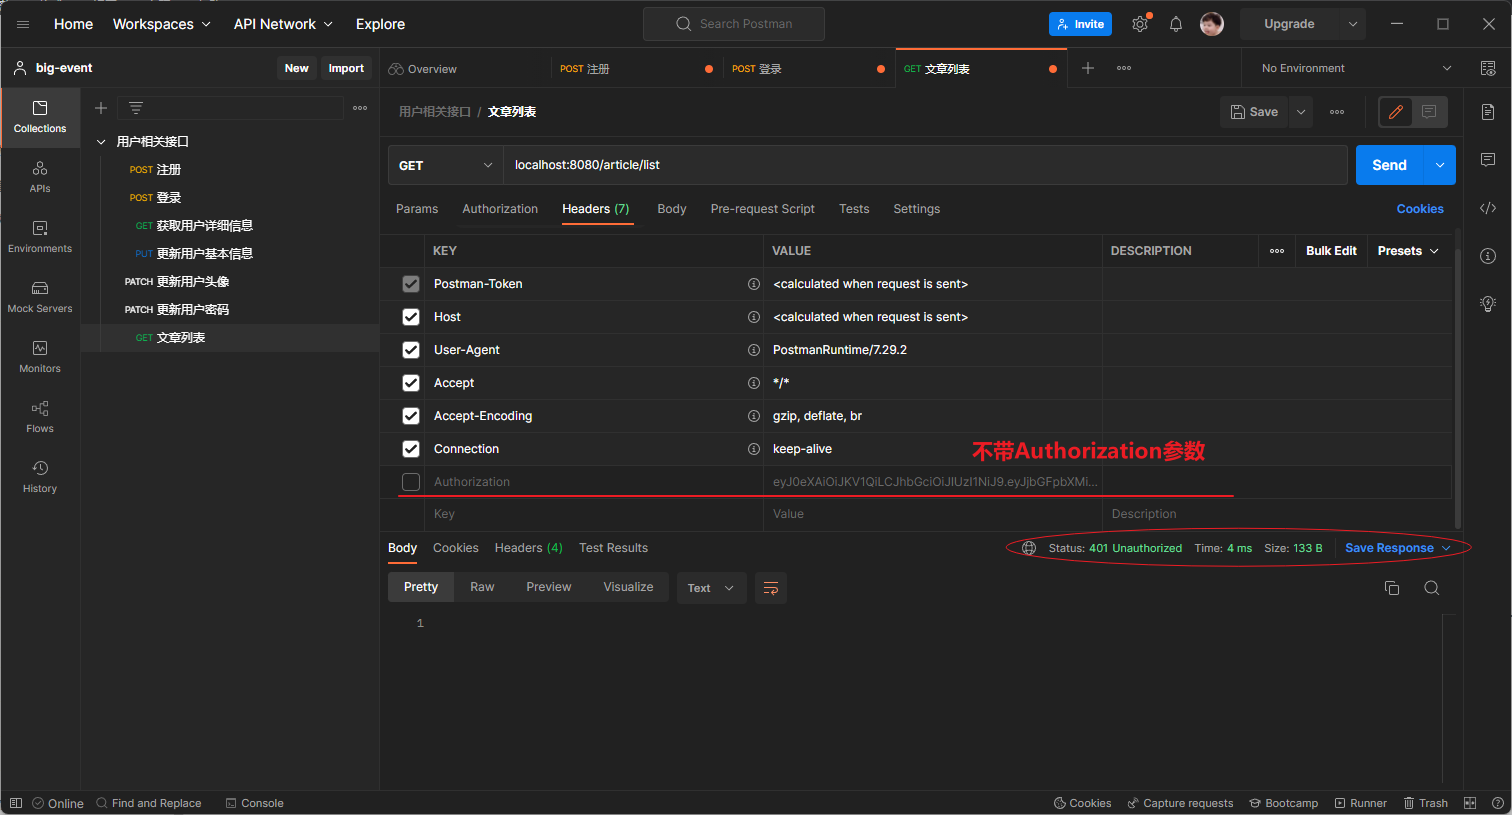 Home Workspaces API Network Explore Search Postman Invite Upgrade
big-event New Import Overview POST 注册 POST 登录 GET 文章列表 No Environment
Collections
APIs
Environments
Mock Servers
Monitors
Flows
History
用户相关接口
POST 注册
POST 登录
GET 获取用户详细信息
PUT 更新用户基本信息
PATCH 更新用户头像
PATCH 更新用户密码
GET 文章列表
用户相关接口 / 文章列表 Save
GET localhost:8080/article/list Send
Params Authorization Headers (7) Body Pre-request Script Tests Settings Cookies
KEY VALUE DESCRIPTION Bulk Edit Presets
Postman-Token <calculated when request is sent>
Host <calculated when request is sent>
User-Agent PostmanRuntime/7.29.2
Accept */*
Accept-Encoding gzip, deflate, br
Connection keep-alive
不带Authorization参数
Authorization eyJ0eXAiOiJKV1QiLCJhbGciOiJIUzI1NiJ9.eyJjbGFpbXMi...
Key Value Description
Body Cookies Headers (4) Test Results Status: 401 Unauthorized Time: 4 ms Size: 133 B Save Response
Pretty Raw Preview Visualize Text
1
Online Find and Replace Console Cookies Capture requests Bootcamp Runner Trash